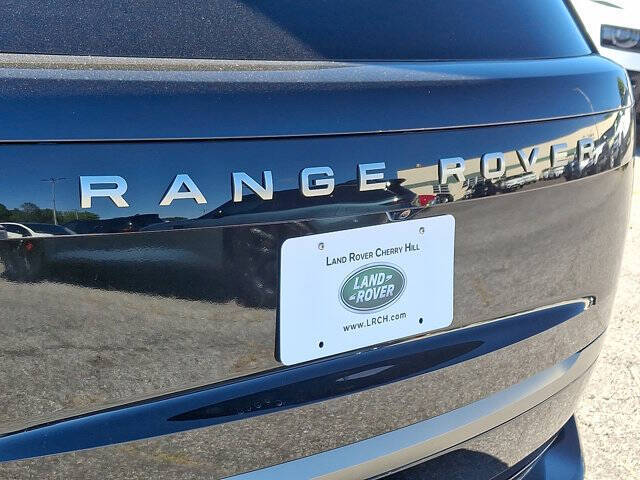 RANGE ROVER
LAND ROVER CHERRY HILL
LAND
ROVER
www.LRCH.com